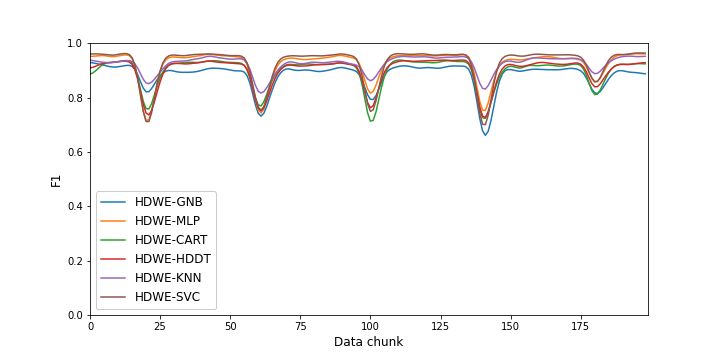 1.0
0.8
0.6
0.4
0.2
0.0
F1
HDWE-GNB
HDWE-MLP
HDWE-CART
HDWE-HDDT
HDWE-KNN
HDWE-SVC
0 25 50 75 100 125 150 175
Data chunk